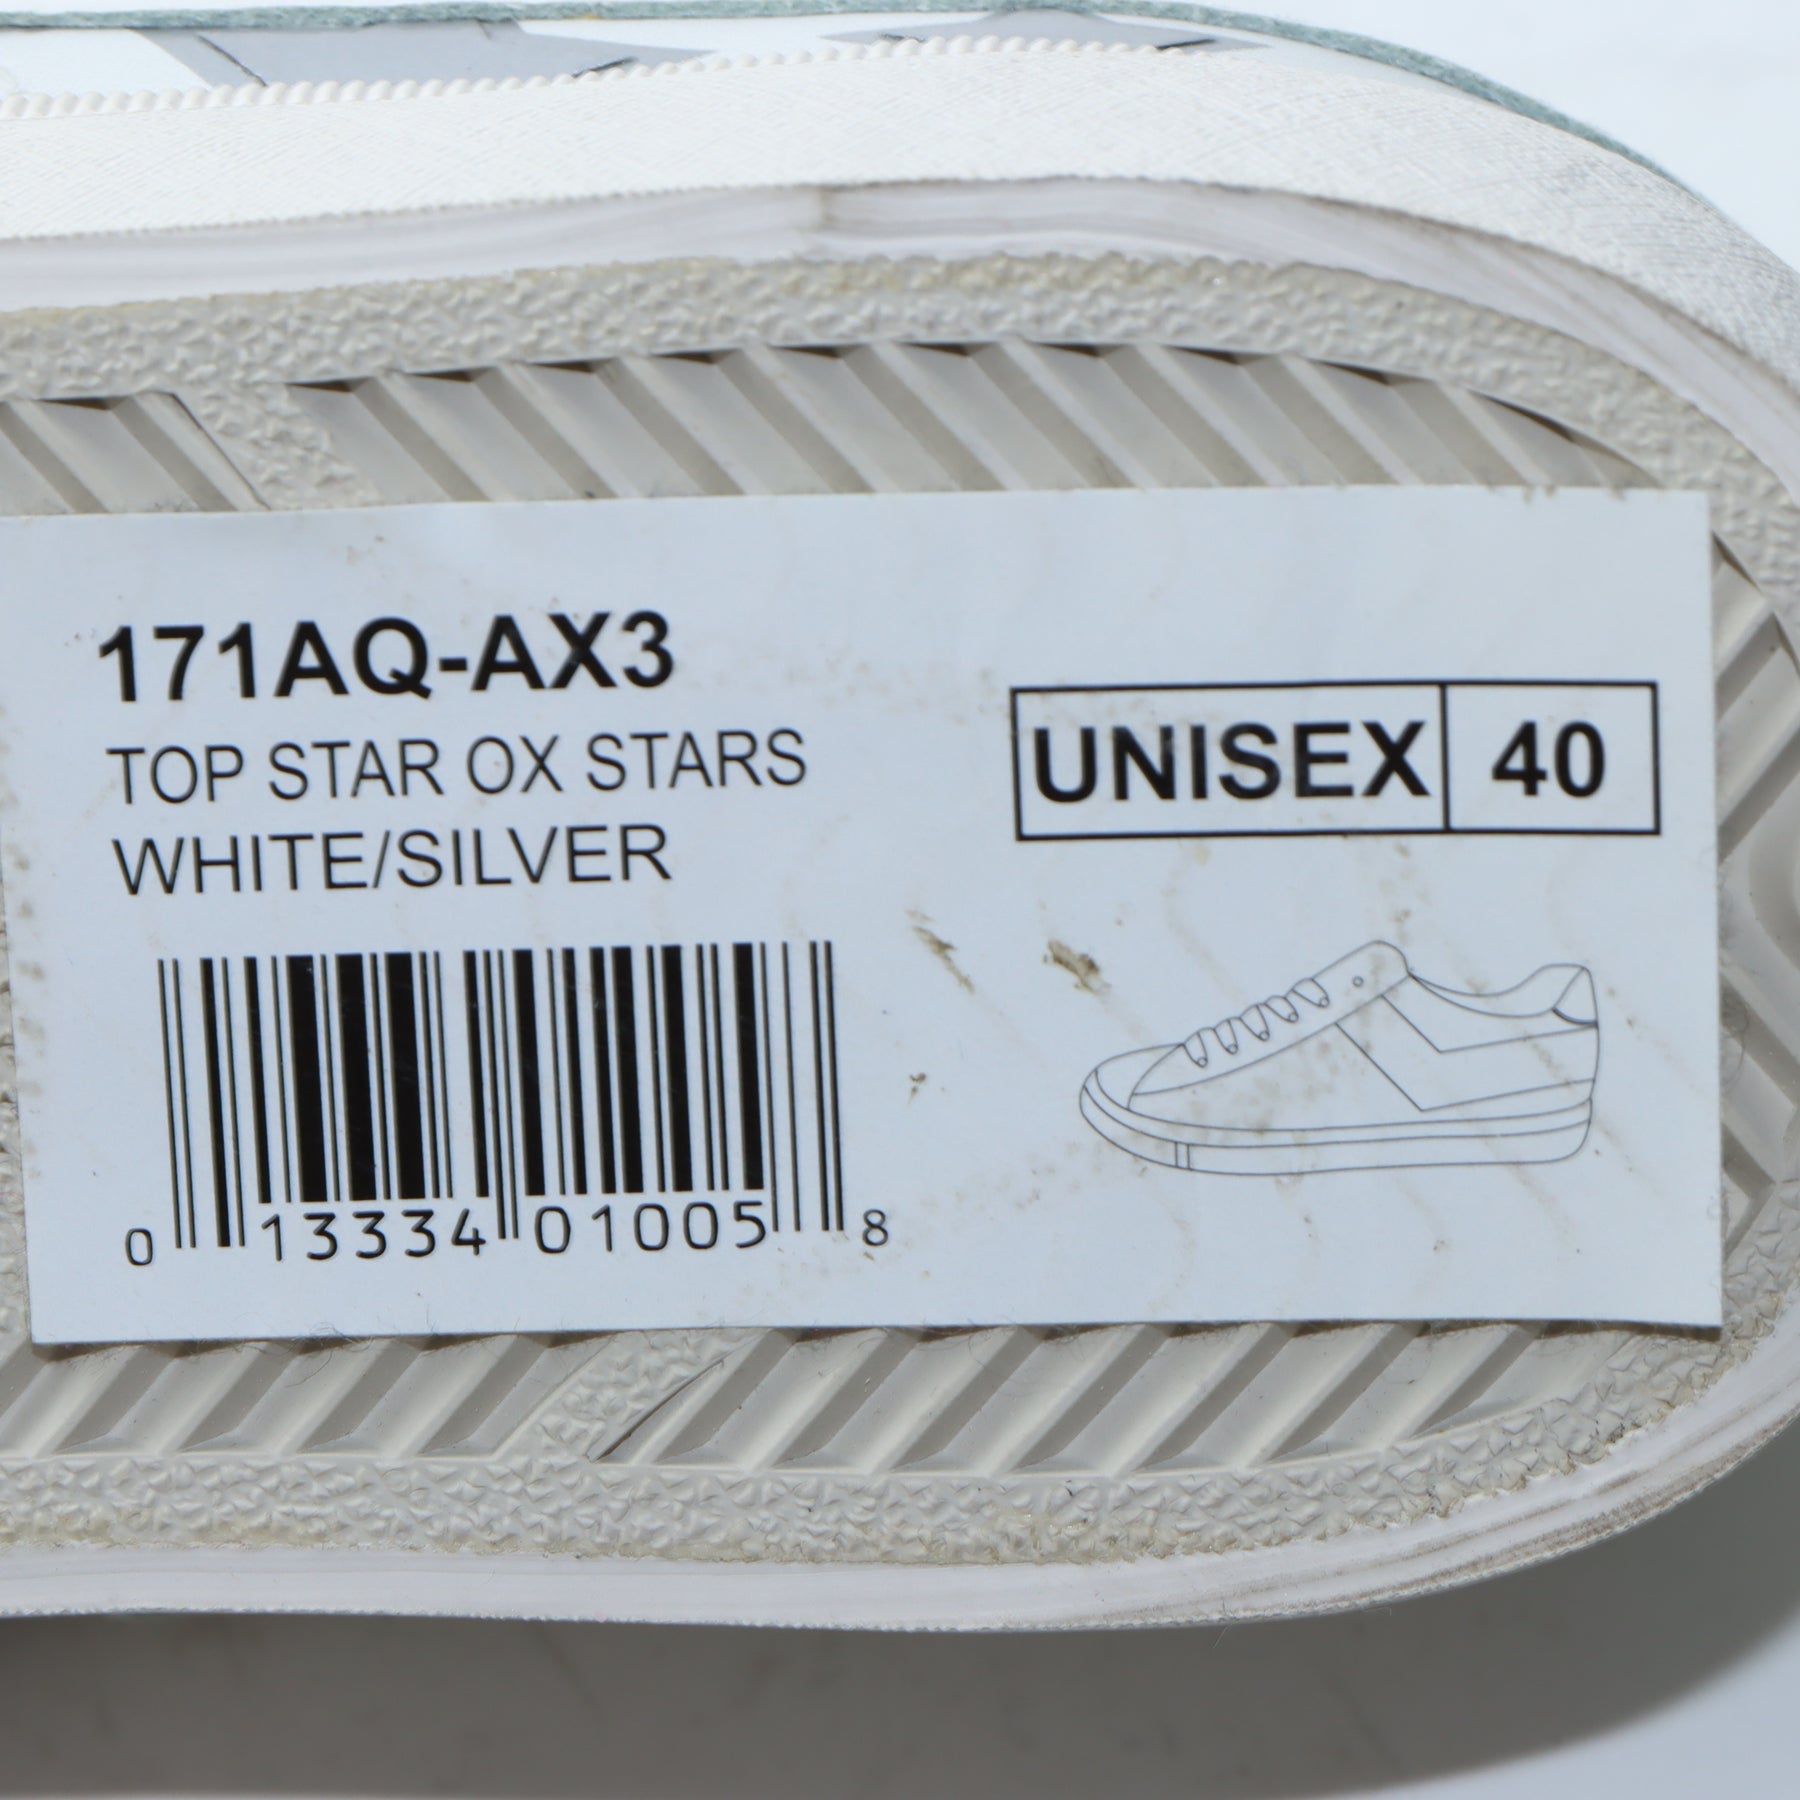 171AQ-AX3
TOP STAR OX STARS
WHITE/SILVER
UNISEX 40
0 13334 01005 8